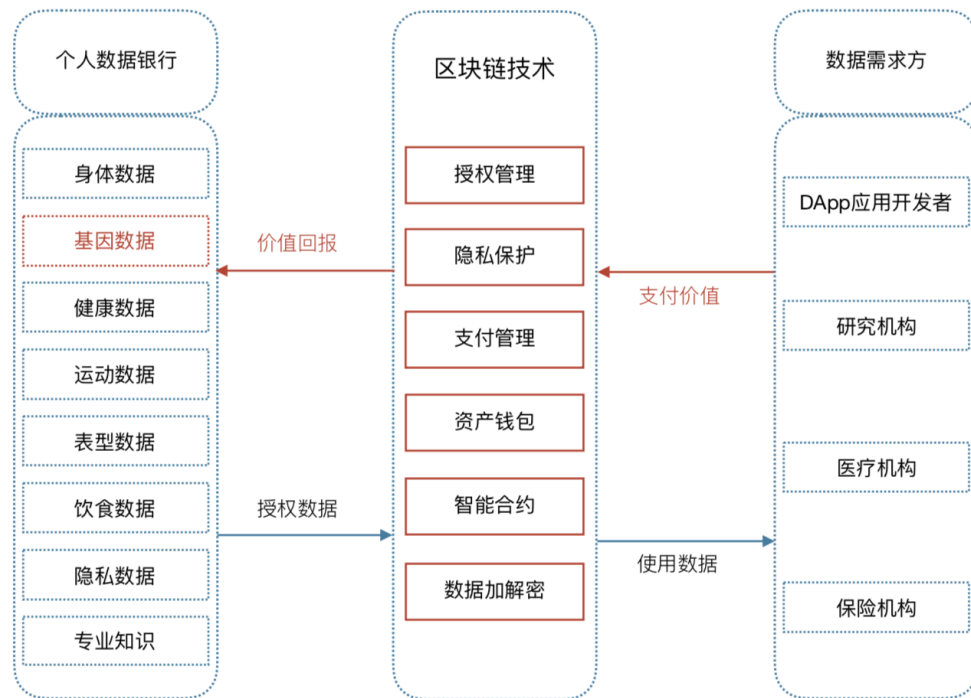 个人数据银行
身体数据
基因数据
健康数据
运动数据
表型数据
饮食数据
隐私数据
专业知识
价值回报
授权数据
区块链技术
授权管理
隐私保护
支付管理
资产钱包
智能合约
数据加解密
支付价值
使用数据
数据需求方
DApp应用开发者
研究机构
医疗机构
保险机构